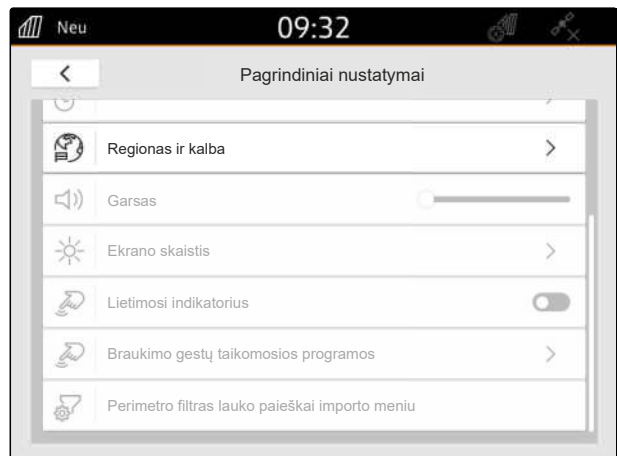 Neu
09:32
Pagrindiniai nustatymai
Regionas ir kalba
Garsas
Ekrano skaistis
Lietimosi indikatorius
Braukimo gestų taikomosios programos
Perimetro filtras lauko paieškai importo meniu